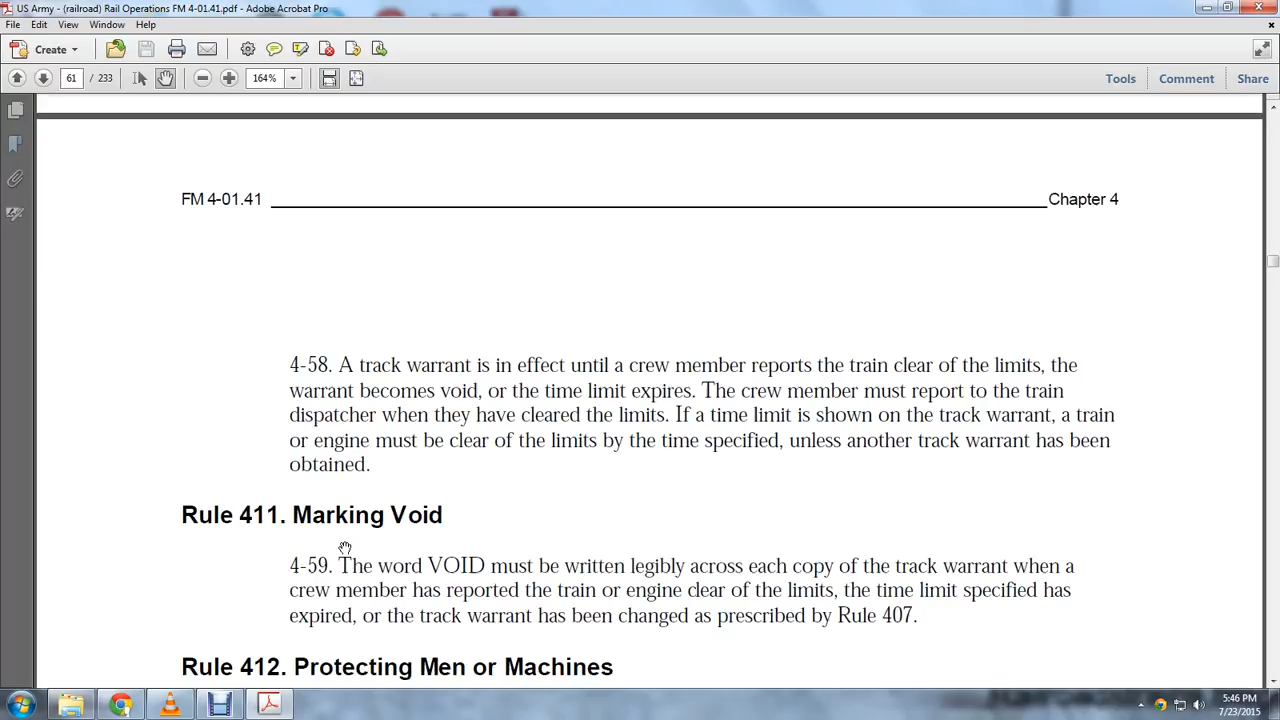 US Army - (railroad) Rail Operations FM 4-01.41.pdf - Adobe Acrobat Pro
File Edit View Window Help
Create
61 / 233 164% Tools Comment Share
FM 4-01.41 Chapter 4
4-58. A track warrant is in effect until a crew member reports the train clear of the limits, the
warrant becomes void, or the time limit expires. The crew member must report to the train
dispatcher when they have cleared the limits. If a time limit is shown on the track warrant, a train
or engine must be clear of the limits by the time specified, unless another track warrant has been
obtained.
Rule 411. Marking Void
4-59. The word VOID must be written legibly across each copy of the track warrant when a
crew member has reported the train or engine clear of the limits, the time limit specified has
expired, or the track warrant has been changed as prescribed by Rule 407.
Rule 412. Protecting Men or Machines
5:46 PM
7/23/2015